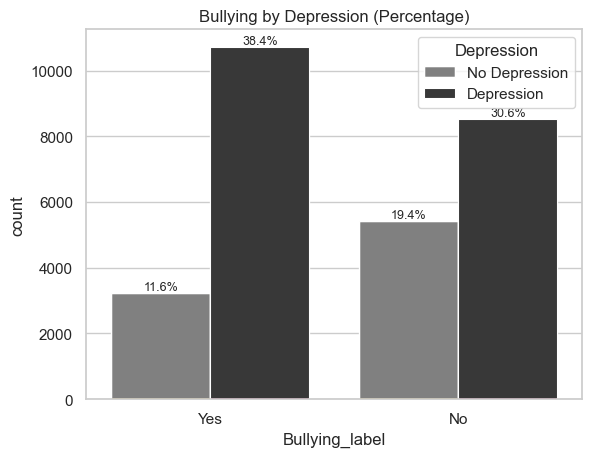 Bullying by Depression (Percentage)
38.4%
Depression
No Depression
Depression
30.6%
19.4%
11.6%
10000
8000
6000
4000
2000
0
count
Yes
No
Bullying_label